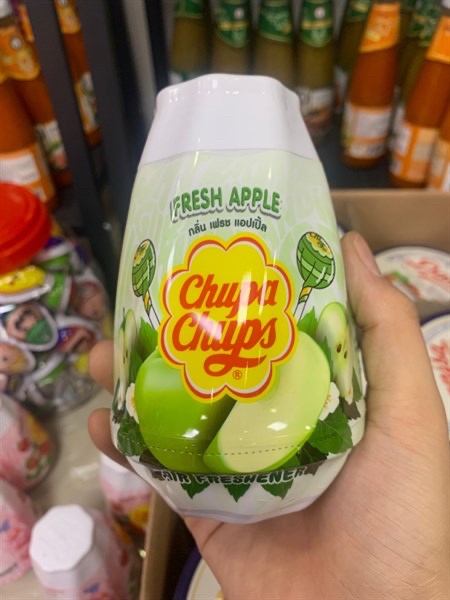 FRESH APPLE
กลิ่น เฟรช แอปเปิ้ล
Chupa
Chups
®
AIR FRESHENER